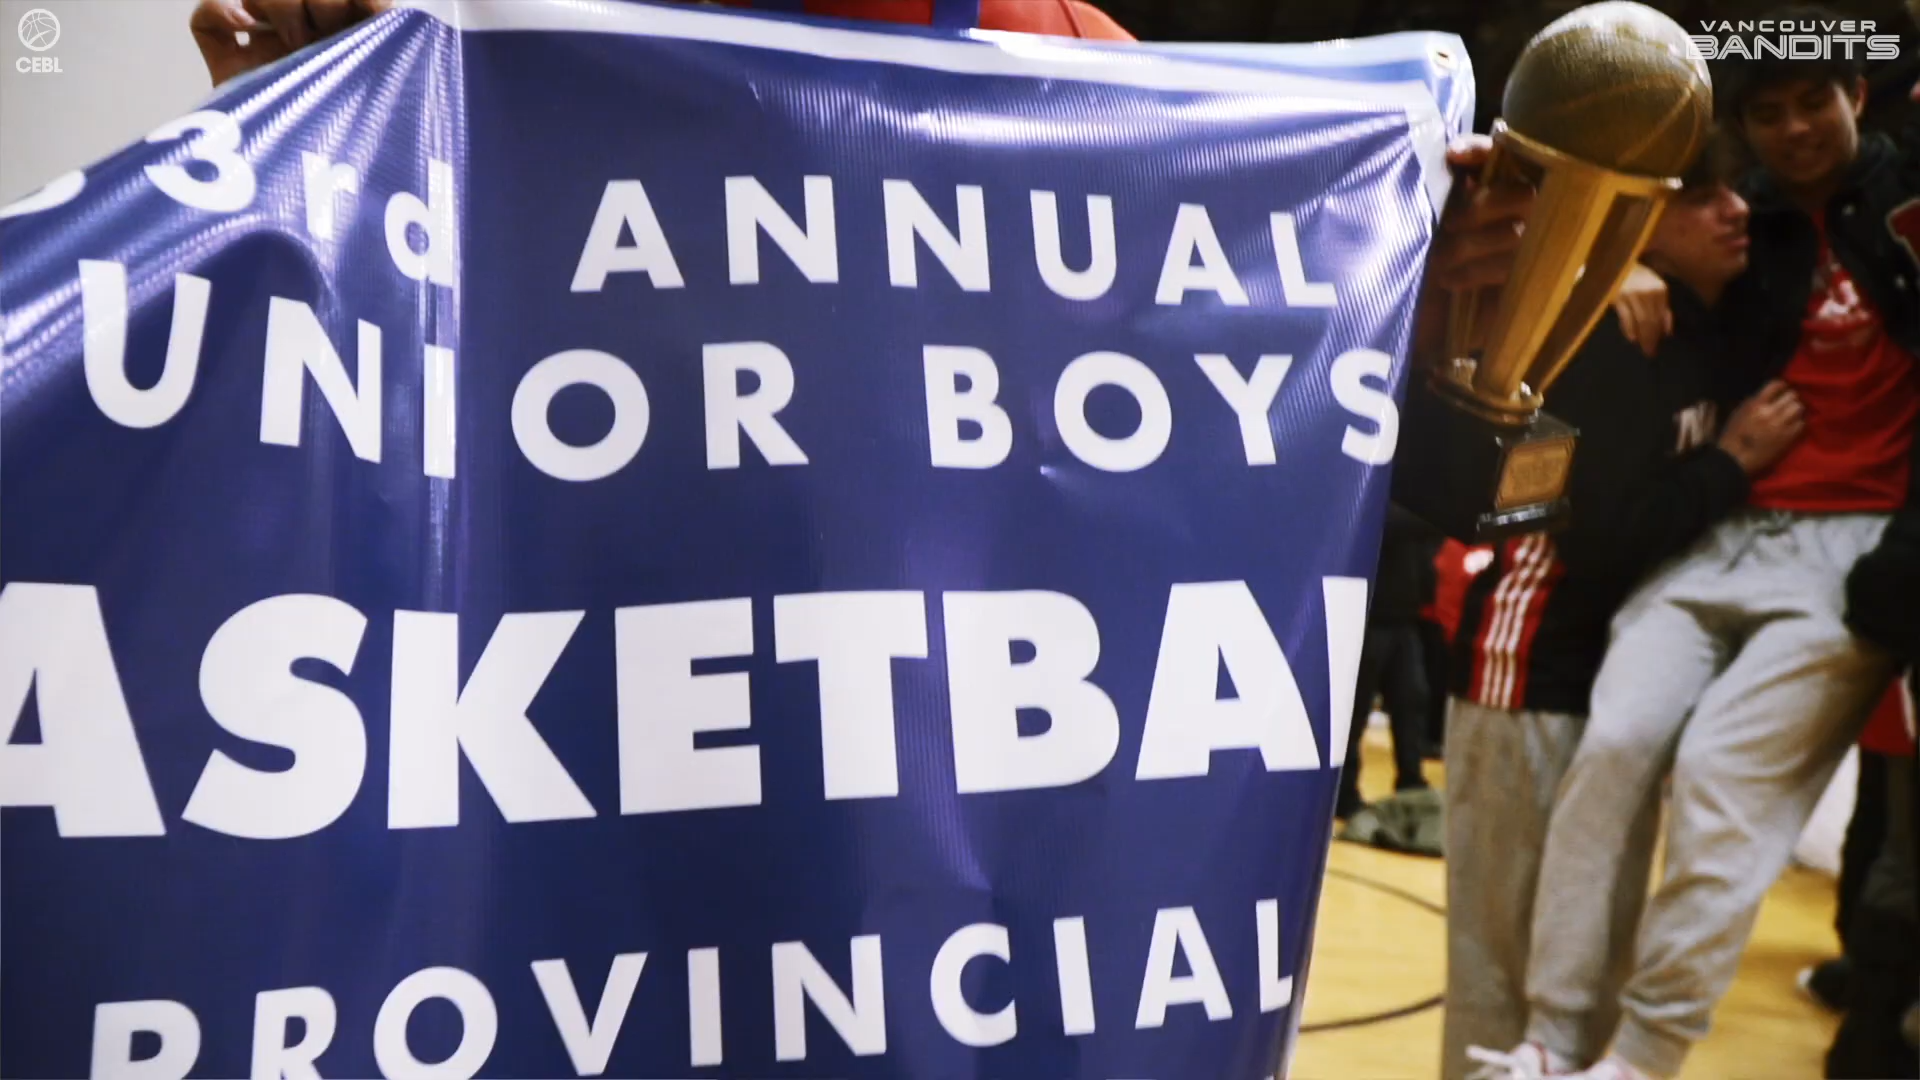 CEBL
VANCOUVER
BANDITS
3rd ANNUAL
UNIOR BOYS
ASKETBAL
PROVINCIAL